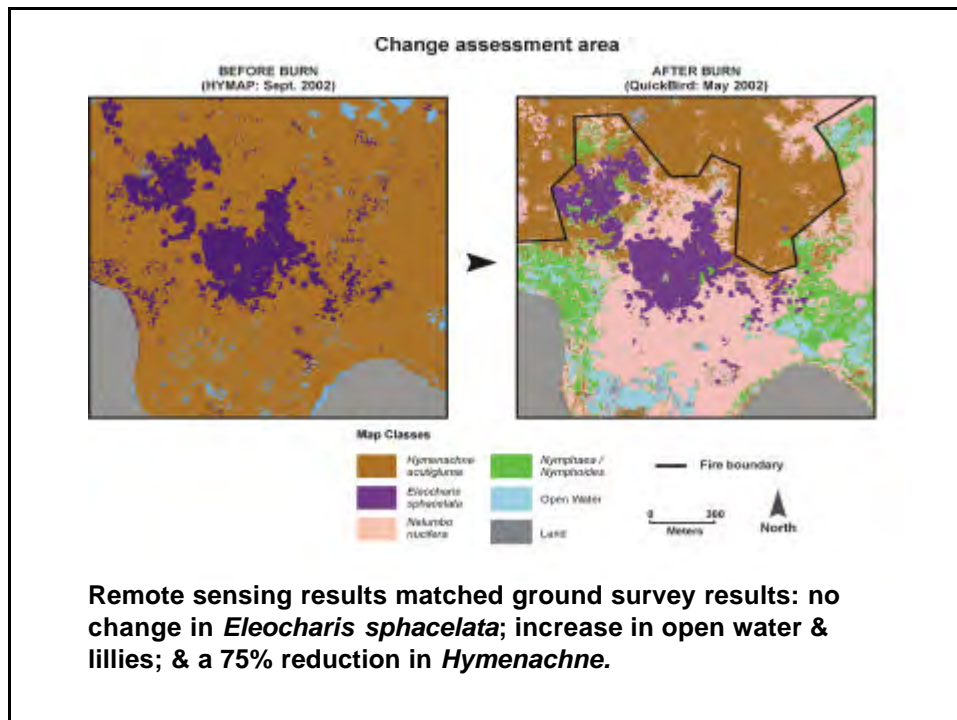 Change assessment area
BEFORE BURN
(HYMAP: Sept. 2002)
AFTER BURN
(QuickBird: May 2002)
Map Classes
Hymenachne
acutigluma
Eleocharis
sphacelata
Nelumbo
nucifera
Nymphaea /
Nymphoides
Open Water
Land
Fire boundary
0 300
Meters
North
Remote sensing results matched ground survey results: no
change in Eleocharis sphacelata; increase in open water &
lillies; & a 75% reduction in Hymenachne.